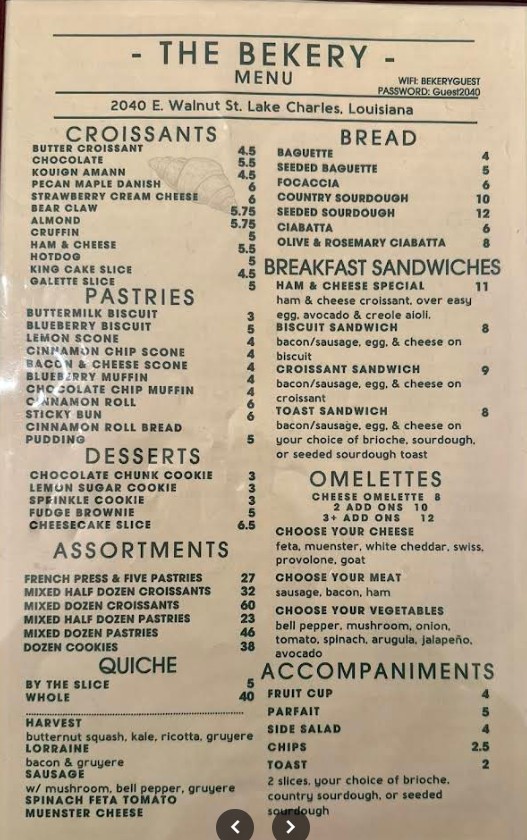 - THE BEKERY -
MENU
WIFI: BEKERYGUEST
PASSWORD: Guest2040
2040 E. Walnut St. Lake Charles, Louisiana
CROISSANTS
BUTTER CROISSANT 4.5
CHOCOLATE 5.5
KOUIGN AMANN 4.5
PECAN MAPLE DANISH 6
STRAWBERRY CREAM CHEESE 6
BEAR CLAW 5.75
ALMOND 5.75
CRUFFIN 5
HAM & CHEESE 5.5
HOTDOG 5
KING CAKE SLICE 4.5
GALETTE SLICE 5
PASTRIES
BUTTERMILK BISCUIT 3
BLUEBERRY BISCUIT 5
LEMON SCONE 4
CINNAMON CHIP SCONE 4
BACON & CHEESE SCONE 4
BLUEBERRY MUFFIN 4
CHOCOLATE CHIP MUFFIN 4
CINNAMON ROLL 6
STICKY BUN 6
CINNAMON ROLL BREAD
PUDDING 5
DESSERTS
CHOCOLATE CHUNK COOKIE 3
LEMON SUGAR COOKIE 3
SPRINKLE COOKIE 3
FUDGE BROWNIE 5
CHEESECAKE SLICE 6.5
ASSORTMENTS
FRENCH PRESS & FIVE PASTRIES 27
MIXED HALF DOZEN CROISSANTS 32
MIXED DOZEN CROISSANTS 60
MIXED HALF DOZEN PASTRIES 23
MIXED DOZEN PASTRIES 46
DOZEN COOKIES 38
QUICHE
BY THE SLICE 5
WHOLE 40
HARVEST
butternut squash, kale, ricotta, gruyere
LORRAINE
bacon & gruyere
SAUSAGE
w/ mushroom, bell pepper, gruyere
SPINACH FETA TOMATO
MUENSTER CHEESE
BREAD
BAGUETTE 4
SEEDED BAGUETTE 5
FOCACCIA 6
COUNTRY SOURDOUGH 10
SEEDED SOURDOUGH 12
CIABATTA 6
OLIVE & ROSEMARY CIABATTA 8
BREAKFAST SANDWICHES
HAM & CHEESE SPECIAL 11
ham & cheese croissant, over easy
egg, avocado & creole aioli.
BISCUIT SANDWICH 8
bacon/sausage, egg, & cheese on
biscuit
CROISSANT SANDWICH 9
bacon/sausage, egg, & cheese on
croissant
TOAST SANDWICH 8
bacon/sausage, egg, & cheese on
your choice of brioche, sourdough,
or seeded sourdough toast
OMELETTES
CHEESE OMELETTE 8
2 ADD ONS 10
3+ ADD ONS 12
CHOOSE YOUR CHEESE
feta, muenster, white cheddar, swiss,
provolone, goat
CHOOSE YOUR MEAT
sausage, bacon, ham
CHOOSE YOUR VEGETABLES
bell pepper, mushroom, onion,
tomato, spinach, arugula, jalapeño,
avocado
ACCOMPANIMENTS
FRUIT CUP 4
PARFAIT 5
SIDE SALAD 4
CHIPS 2.5
TOAST 2
2 slices, your choice of brioche,
country sourdough, or seeded
sourdough